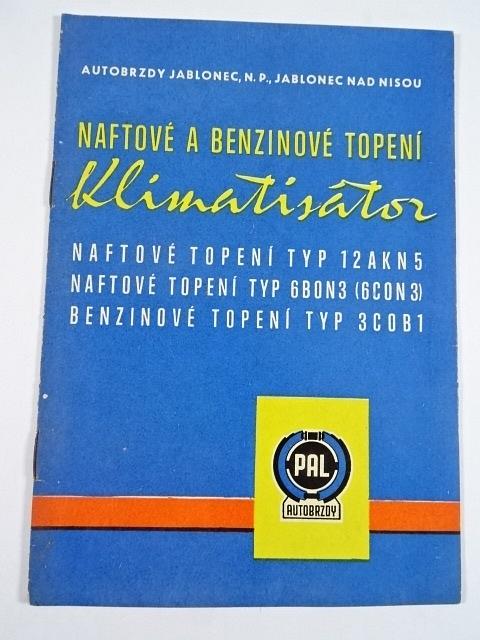 AUTOBRZDY JABLONEC, N. P., JABLONEC NAD NISOU
NAFTOVÉ A BENZINOVÉ TOPENÍ
Klimatisátor
NAFTOVÉ TOPENÍ TYP 12AKN5
NAFTOVÉ TOPENÍ TYP 6BON3 (6CON3)
BENZINOVÉ TOPENÍ TYP 3COB1
PAL
AUTOBRZDY